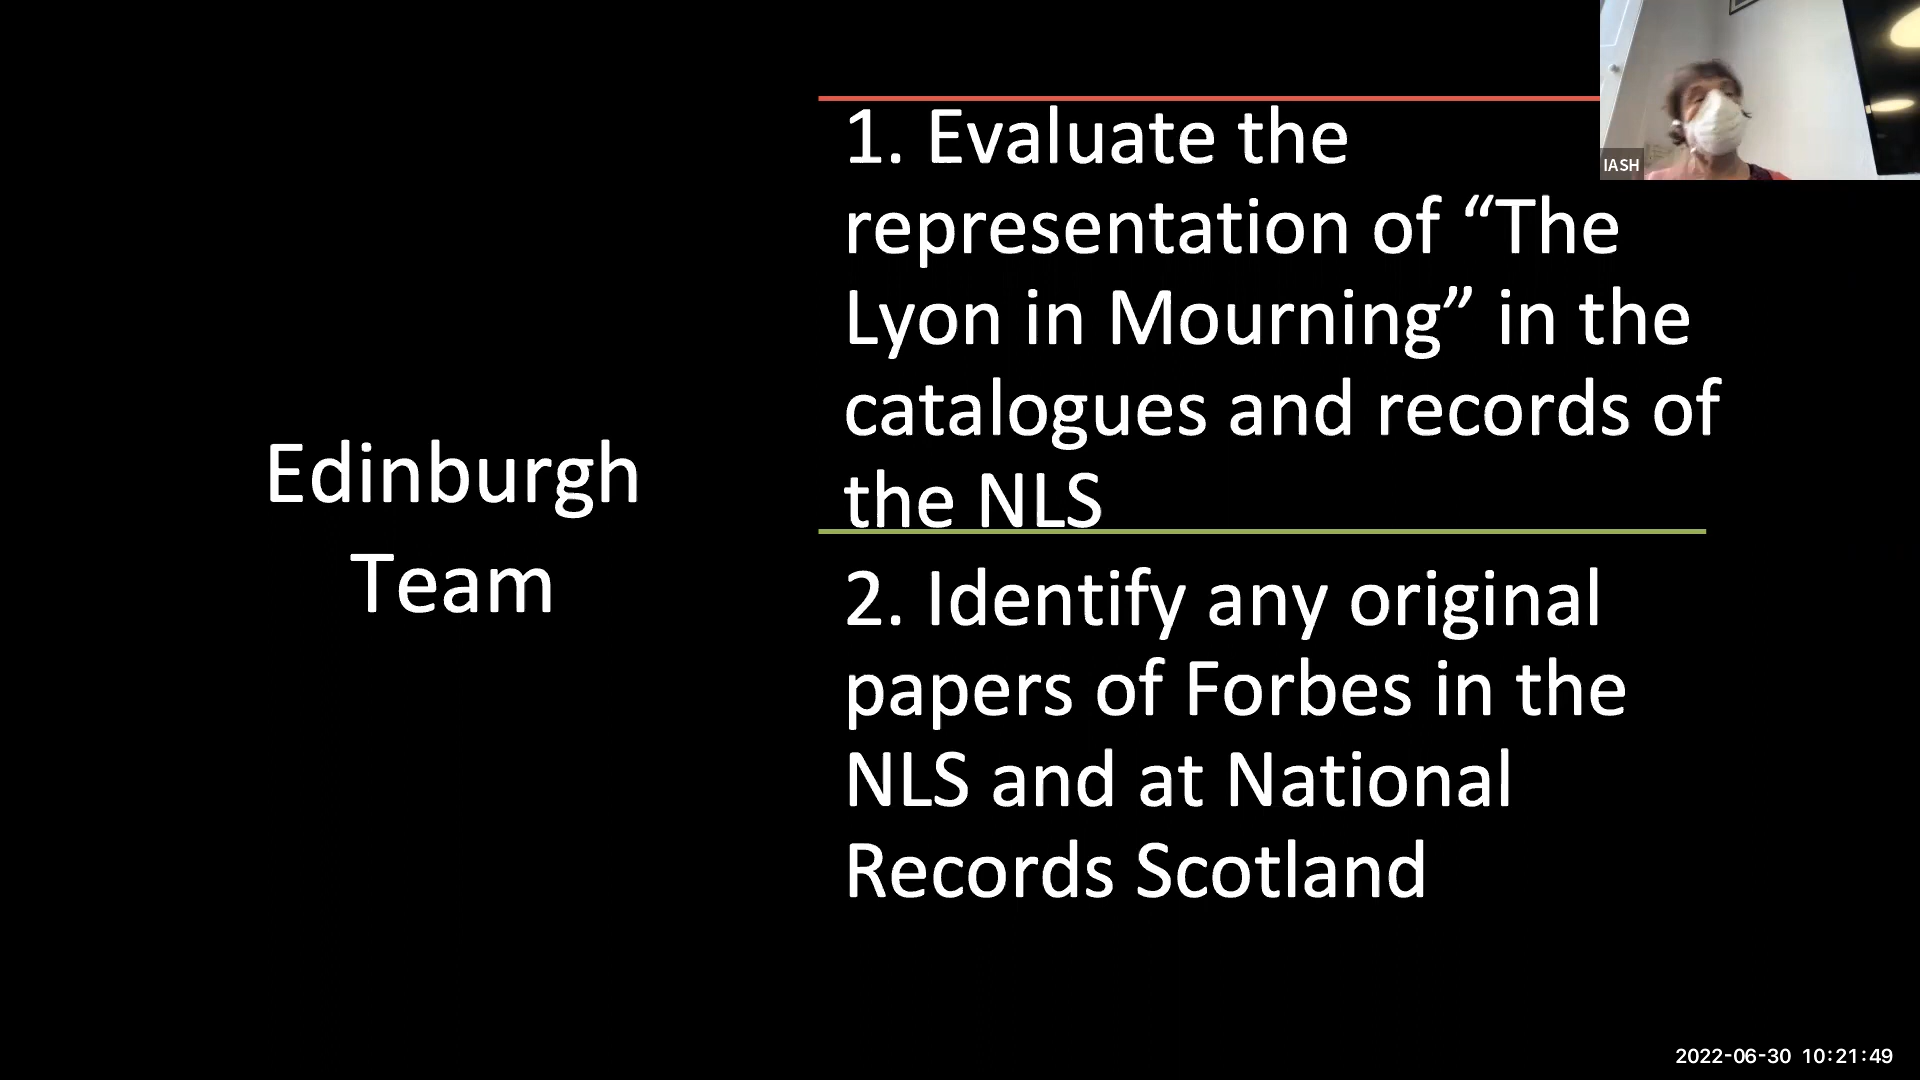 Edinburgh
Team
1. Evaluate the
representation of “The
Lyon in Mourning” in the
catalogues and records of
the NLS
2. Identify any original
papers of Forbes in the
NLS and at National
Records Scotland
IASH
2022-06-30 10:21:49